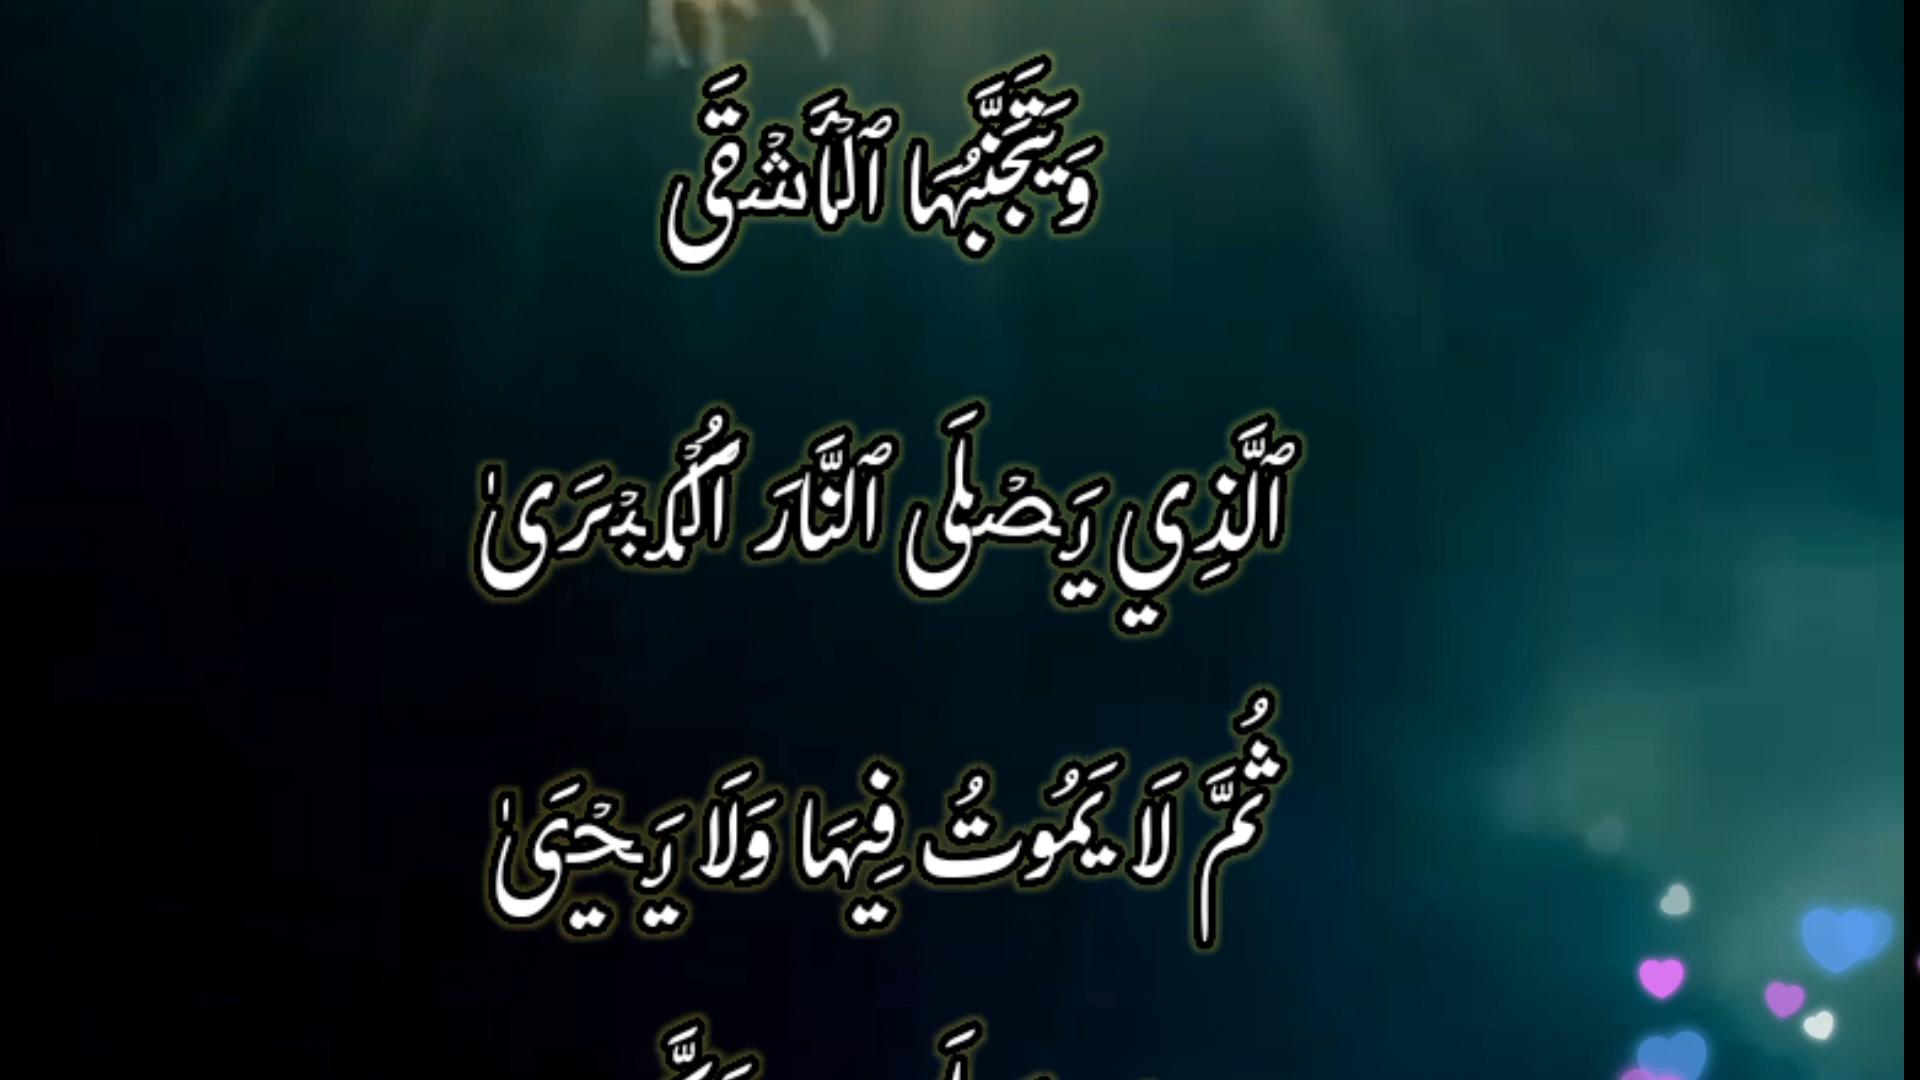 وَيَتَجَنَّبُهَا ٱلْأَشْقَى
ٱلَّذِي يَصْلَى ٱلنَّارَ ٱلْكُبْرَىٰ
ثُمَّ لَا يَمُوتُ فِيهَا وَلَا يَحْيَىٰ